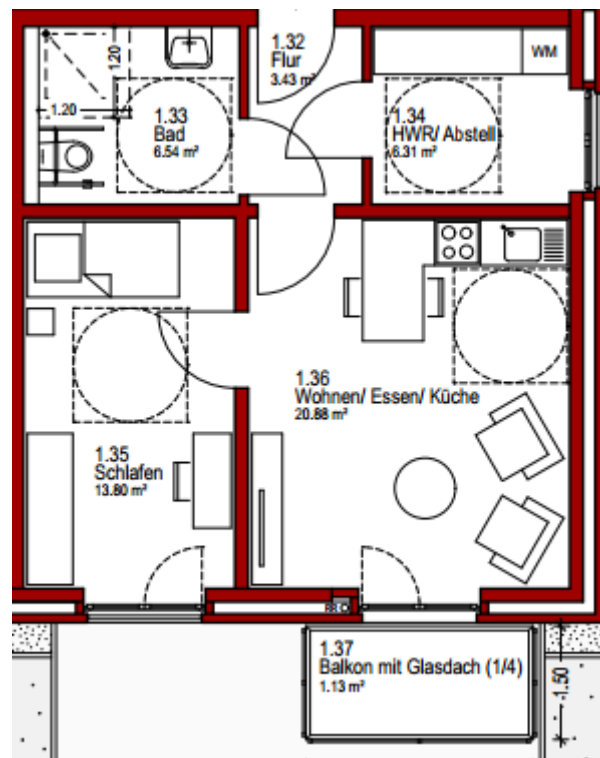 1.32
Flur
3.43 m²
WM
1.20
1.20
1.33
Bad
6.54 m²
1.34
HWR/ Abstell
6.31 m²
1.36
Wohnen/ Essen/ Küche
20.88 m²
1.35
Schlafen
13.80 m²
1.37
Balkon mit Glasdach (1/4)
1.13 m²
1.50